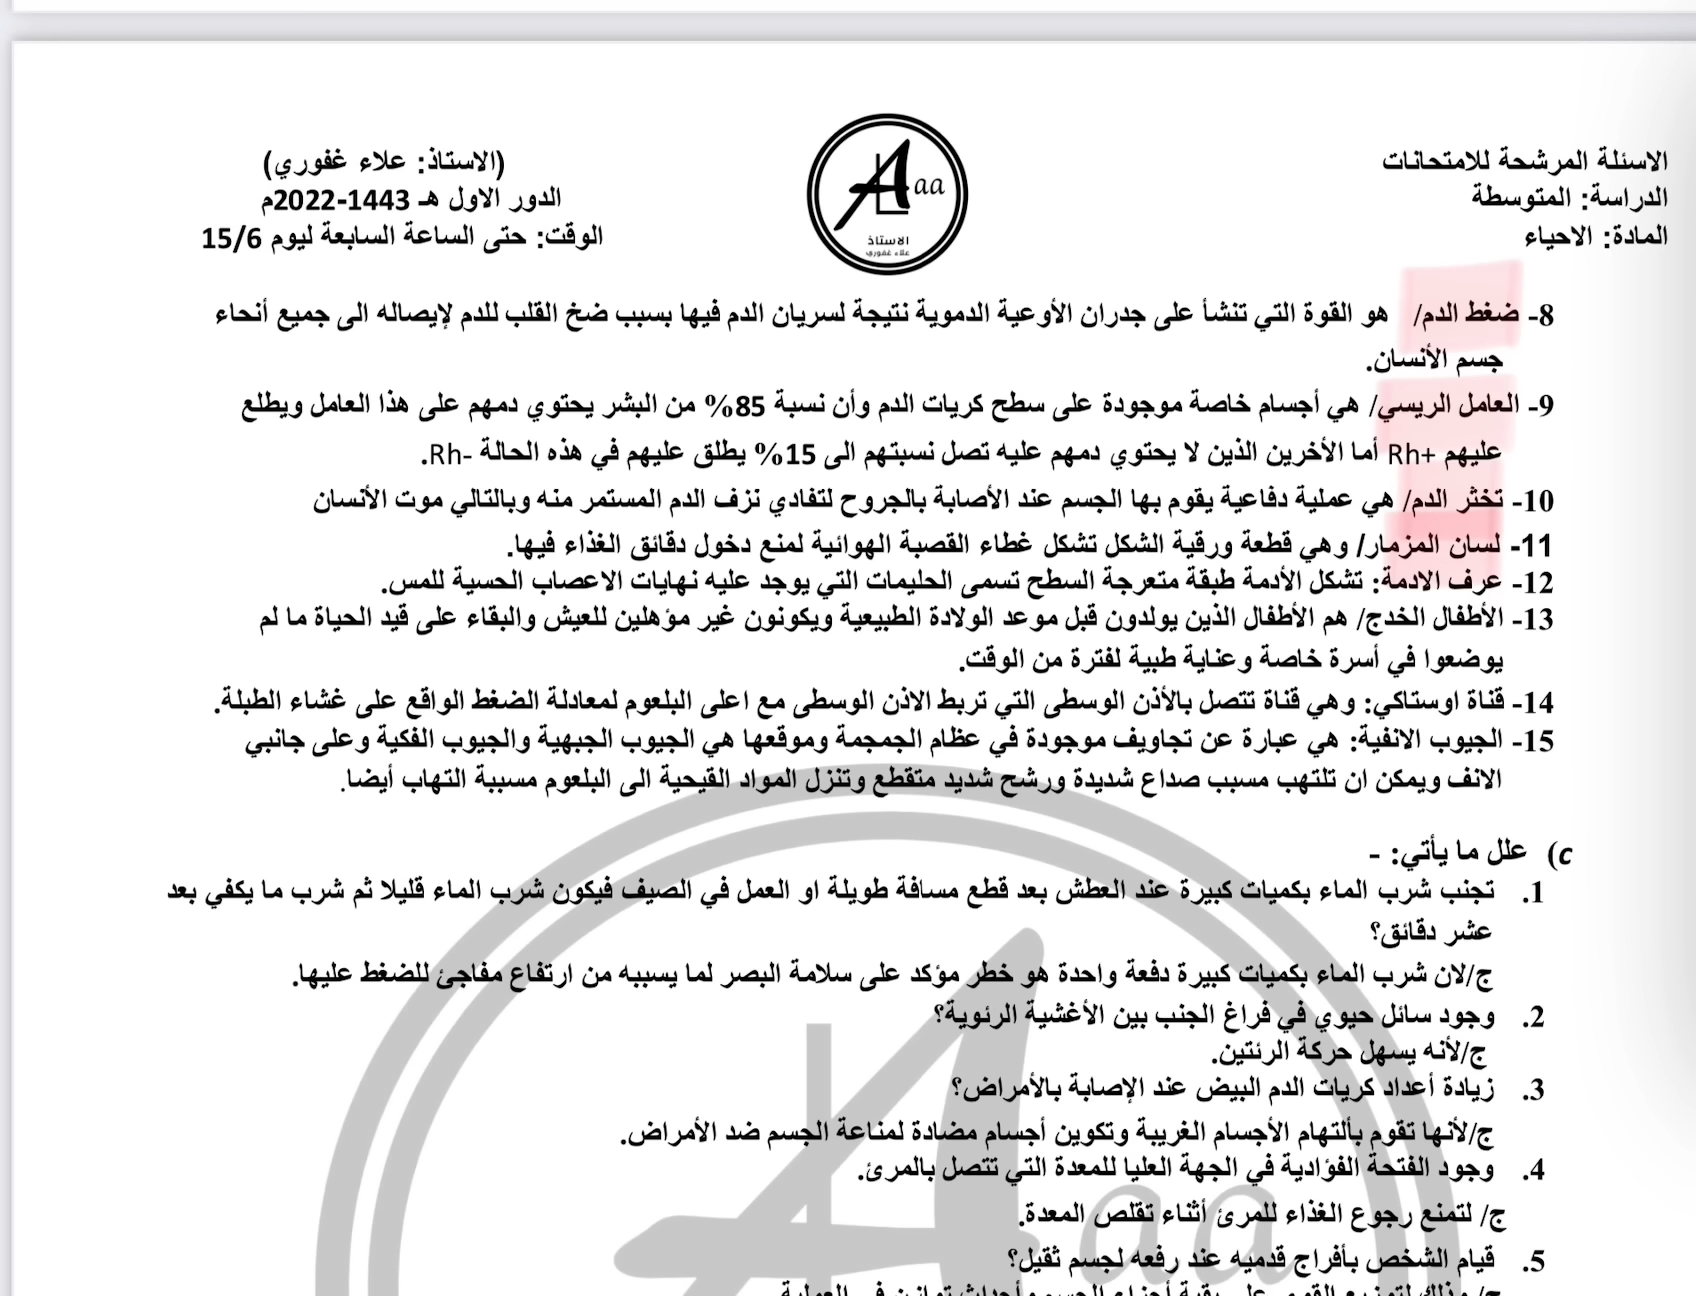 الاسئلة المرشحة للامتحانات
الدراسة: المتوسطة
المادة: الاحياء
Aaa
الاستاذ
علاء غفوري
(الاستاذ: علاء غفوري)
الدور الاول هـ 1443-2022م
الوقت: حتى الساعة السابعة ليوم 15/6
8- ضغط الدم/ هو القوة التي تنشأ على جدران الأوعية الدموية نتيجة لسريان الدم فيها بسبب ضخ القلب للدم لإيصاله الى جميع أنحاء
جسم الأنسان.
9- العامل الريسي/ هي أجسام خاصة موجودة على سطح كريات الدم وأن نسبة 85% من البشر يحتوي دمهم على هذا العامل ويطلع
عليهم Rh+ أما الأخرين الذين لا يحتوي دمهم عليه تصل نسبتهم الى 15% يطلق عليهم في هذه الحالة Rh-.
10- تخثر الدم/ هي عملية دفاعية يقوم بها الجسم عند الأصابة بالجروح لتفادي نزف الدم المستمر منه وبالتالي موت الأنسان
11- لسان المزمار/ وهي قطعة ورقية الشكل تشكل غطاء القصبة الهوائية لمنع دخول دقائق الغذاء فيها.
12- عرف الادمة: تشكل الأدمة طبقة متعرجة السطح تسمى الحليمات التي يوجد عليه نهايات الاعصاب الحسية للمس.
13- الأطفال الخدج/ هم الأطفال الذين يولدون قبل موعد الولادة الطبيعية ويكونون غير مؤهلين للعيش والبقاء على قيد الحياة ما لم
يوضعوا في أسرة خاصة وعناية طبية لفترة من الوقت.
14- قناة اوستاكي: وهي قناة تتصل بالأذن الوسطى التي تربط الاذن الوسطى مع اعلى البلعوم لمعادلة الضغط الواقع على غشاء الطبلة.
15- الجيوب الانفية: هي عبارة عن تجاويف موجودة في عظام الجمجمة وموقعها هي الجيوب الجبهية والجيوب الفكية وعلى جانبي
الانف ويمكن ان تلتهب مسبب صداع شديدة ورشح شديد متقطع وتنزل المواد القيحية الى البلعوم مسببة التهاب أيضا.
c) علل ما يأتي: -
1. تجنب شرب الماء بكميات كبيرة عند العطش بعد قطع مسافة طويلة او العمل في الصيف فيكون شرب الماء قليلا ثم شرب ما يكفي بعد
عشر دقائق؟
ج/لان شرب الماء بكميات كبيرة دفعة واحدة هو خطر مؤكد على سلامة البصر لما يسببه من ارتفاع مفاجئ للضغط عليها.
2. وجود سائل حيوي في فراغ الجنب بين الأغشية الرئوية؟
ج/لأنه يسهل حركة الرئتين.
3. زيادة أعداد كريات الدم البيض عند الإصابة بالأمراض؟
ج/لأنها تقوم بألتهام الأجسام الغريبة وتكوين أجسام مضادة لمناعة الجسم ضد الأمراض.
4. وجود الفتحة الفؤادية في الجهة العليا للمعدة التي تتصل بالمرئ.
ج/ لتمنع رجوع الغذاء للمرئ أثناء تقلص المعدة.
5. قيام الشخص بأفراج قدميه عند رفعه لجسم ثقيل؟